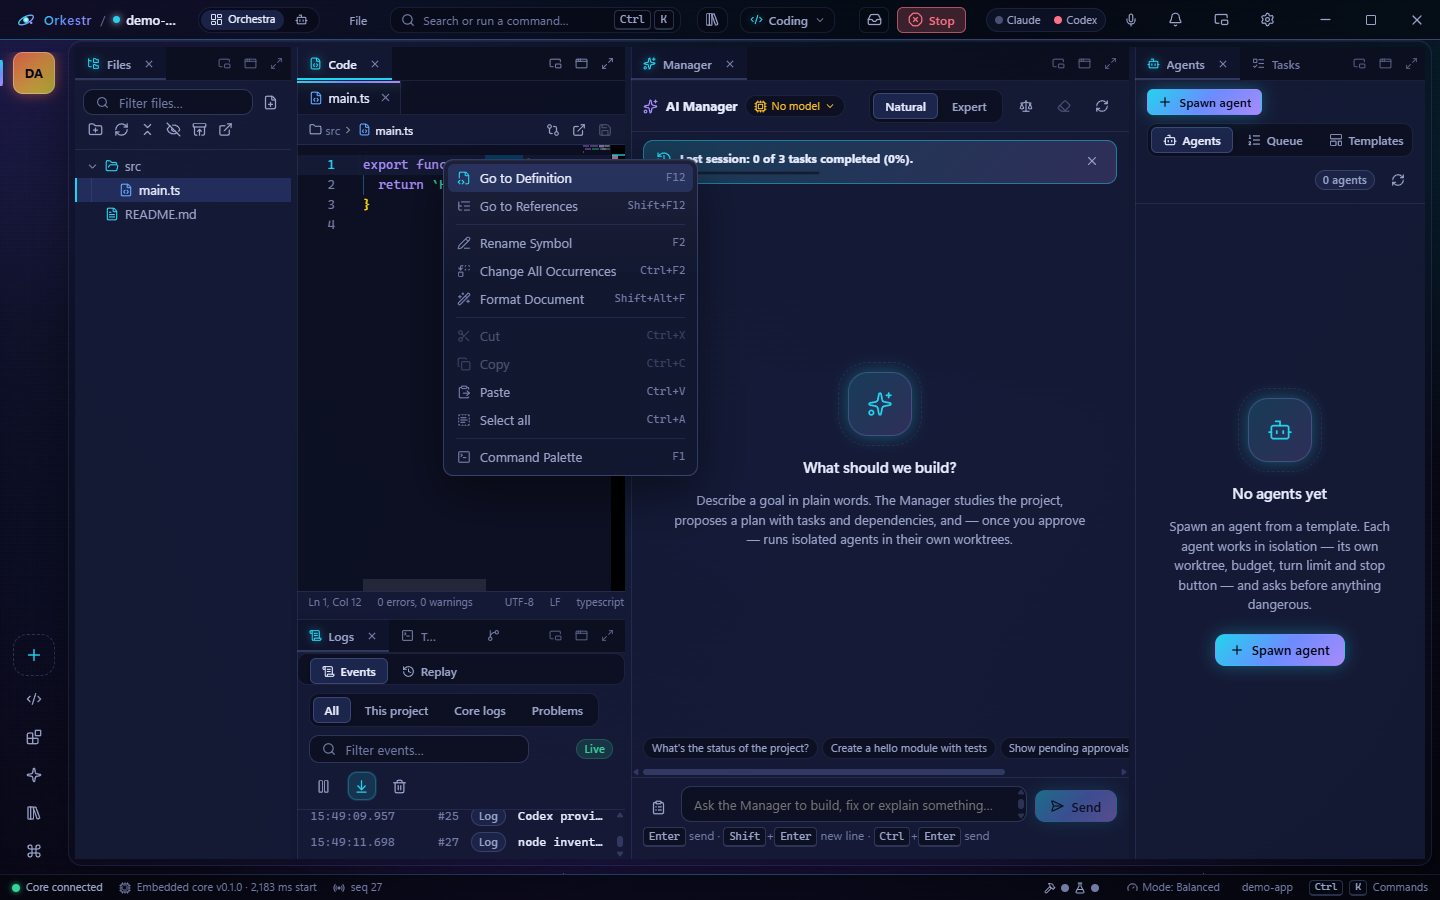 Orkestr / demo-... Orchestra File Search or run a command... Ctrl K Coding Stop Claude Codex
DA
Files
Filter files...
src
main.ts
README.md
Code
main.ts
src > main.ts
1 export func
2 return `
3 }
4
Go to Definition F12
Go to References Shift+F12
Rename Symbol F2
Change All Occurrences Ctrl+F2
Format Document Shift+Alt+F
Cut Ctrl+X
Copy Ctrl+C
Paste Ctrl+V
Select all Ctrl+A
Command Palette F1
Ln 1, Col 12 0 errors, 0 warnings UTF-8 LF typescript
Logs T...
Events Replay
All This project Core logs Problems
Filter events... Live
15:49:09.957 #25 Log Codex provi...
15:49:11.698 #27 Log node invent...
Manager
AI Manager No model Natural Expert
Last session: 0 of 3 tasks completed (0%).
What should we build?
Describe a goal in plain words. The Manager studies the project,
proposes a plan with tasks and dependencies, and — once you approve
— runs isolated agents in their own worktrees.
What's the status of the project? Create a hello module with tests Show pending approvals
Ask the Manager to build, fix or explain something... Send
Enter send · Shift + Enter new line · Ctrl + Enter send
Agents Tasks
Spawn agent
Agents Queue Templates
0 agents
No agents yet
Spawn an agent from a template. Each
agent works in isolation — its own
worktree, budget, turn limit and stop
button — and asks before anything
dangerous.
Spawn agent
Core connected Embedded core v0.1.0 · 2,183 ms start seq 27 Mode: Balanced demo-app Ctrl K Commands